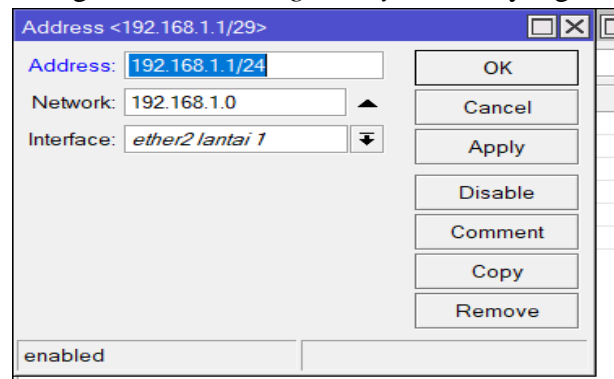 Address <192.168.1.1/29>
Address: 192.168.1.1/24
OK
Network: 192.168.1.0
Cancel
Interface: ether2 lantai 1
Apply
Disable
Comment
Copy
Remove
enabled